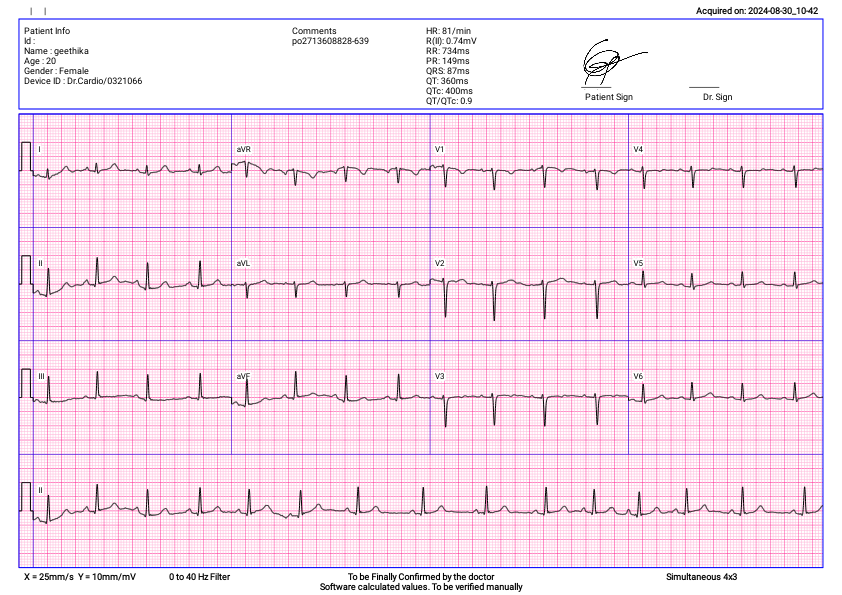 Acquired on: 2024-08-30_10-42
Patient Info
Id :
Name : geethika
Age : 20
Gender : Female
Device ID : Dr.Cardio/0321066
Comments
po2713608828-639
HR: 81/min
R(II): 0.74mV
RR: 734ms
PR: 149ms
QRS: 87ms
QT: 360ms
QTc: 400ms
QT/QTc: 0.9
Patient Sign
Dr. Sign
I
aVR
V1
V4
II
aVL
V2
V5
III
aVF
V3
V6
II
X = 25mm/s Y = 10mm/mV
0 to 40 Hz Filter
To be Finally Confirmed by the doctor
Software calculated values. To be verified manually
Simultaneous 4x3